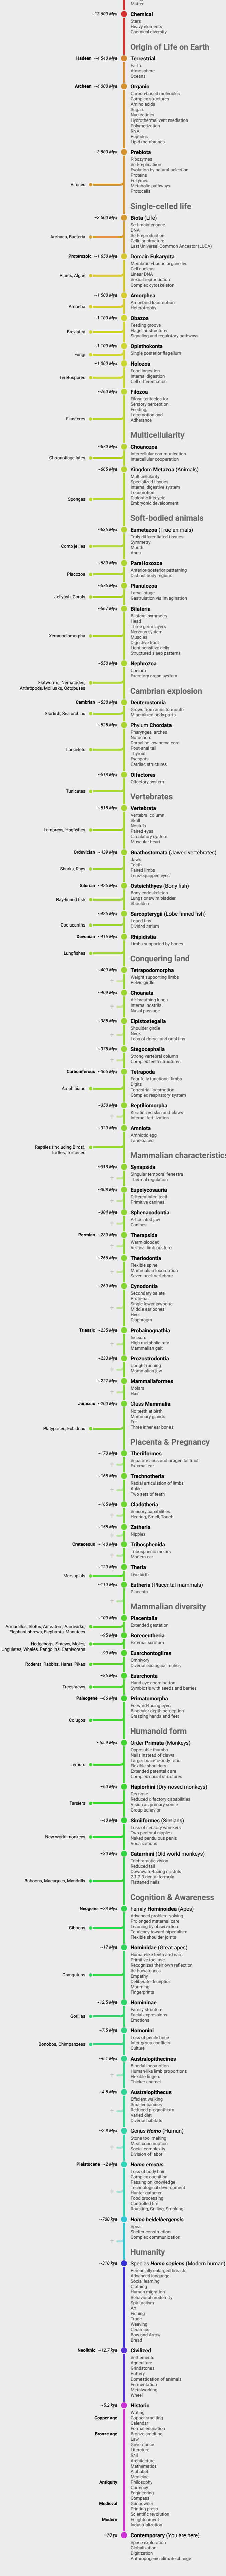 Matter
~13 600 Mya Chemical
Stars
Heavy elements
Chemical diversity
Origin of Life on Earth
Hadean ~4 540 Mya Terrestrial
Earth
Atmosphere
Oceans
Archean ~4 000 Mya Organic
Carbon-based molecules
Complex structures
Amino acids
Sugars
Nucleotides
Hydrothermal vent mediation
Polymerization
RNA
Peptides
Lipid membranes
~3 800 Mya Prebiota
Ribozymes
Self-replication
Evolution by natural selection
Proteins
Enzymes
Metabolic pathways
Protocells
Viruses
Single-celled life
~3 500 Mya Biota (Life)
Self-maintenance
DNA
Self-reproduction
Cellular structure
Last Universal Common Ancestor (LUCA)
Archaea, Bacteria
Proterozoic ~1 650 Mya Domain Eukaryota
Membrane-bound organelles
Cell nucleus
Linear DNA
Sexual reproduction
Complex cytoskeleton
Plants, Algae
~1 500 Mya Amorphea
Amoeboid locomotion
Heterotrophy
Amoeba
~1 100 Mya Obazoa
Feeding groove
Flagellar structures
Signaling and regulatory pathways
Breviatea
~1 100 Mya Opisthokonta
Single posterior flagellum
Fungi
~1 000 Mya Holozoa
Food ingestion
Internal digestion
Cell differentiation
Teretosporea
~760 Mya Filozoa
Filose tentacles for
Sensory perception,
Feeding,
Locomotion and
Adherance
Filasterea
Multicellularity
~670 Mya Choanozoa
Intercellular communication
Intercellular cooperation
Choanoflagellates
~665 Mya Kingdom Metazoa (Animals)
Multicellularity
Specialized tissues
Internal digestive system
Locomotion
Diplontic lifecycle
Embryonic development
Sponges
Soft-bodied animals
~635 Mya Eumetazoa (True animals)
Truly differentiated tissues
Symmetry
Mouth
Anus
Comb jellies
~580 Mya ParaHoxozoa
Anterior-posterior patterning
Distinct body regions
Placozoa
~575 Mya Planulozoa
Larval stage
Gastrulation via Invagination
Jellyfish, Corals
~567 Mya Bilateria
Bilateral symmetry
Head
Three germ layers
Nervous system
Muscles
Digestive tract
Light-sensitive cells
Structured sleep patterns
Xenacoelomorpha
~558 Mya Nephrozoa
Coelom
Excretory organ system
Flatworms, Nematodes,
Arthropods, Mollusks, Octopuses
Cambrian explosion
Cambrian ~538 Mya Deuterostomia
Grows from anus to mouth
Mineralized body parts
Starfish, Sea urchins
~525 Mya Phylum Chordata
Pharyngeal arches
Notochord
Dorsal hollow nerve cord
Post-anal tail
Thyroid
Eyespots
Cardiac structures
Lancelets
~518 Mya Olfactores
Olfactory system
Tunicates
Vertebrates
~518 Mya Vertebrata
Vertebral column
Skull
Nostrils
Paired eyes
Circulatory system
Muscular heart
Lampreys, Hagfishes
Ordovician ~439 Mya Gnathostomata (Jawed vertebrates)
Jaws
Teeth
Paired limbs
Lens-equipped eyes
Sharks, Rays
Silurian ~425 Mya Osteichthyes (Bony fish)
Bony endoskeleton
Lungs or swim bladder
Shoulders
Ray-finned fish
~425 Mya Sarcopterygii (Lobe-finned fish)
Lobed fins
Divided atrium
Coelacanths
Devonian ~416 Mya Rhipidistia
Limbs supported by bones
Lungfishes
Conquering land
~409 Mya Tetrapodomorpha
Weight supporting limbs
Pelvic girdle
~409 Mya Choanata
Air-breathing lungs
Internal nostrils
Nasal passage
~385 Mya Elpistostegalia
Shoulder girdle
Neck
Loss of dorsal and anal fins
~375 Mya Stegocephalia
Strong vertebral column
Complex teeth structures
Carboniferous ~365 Mya Tetrapoda
Four fully functional limbs
Digits
Terrestrial locomotion
Complex respiratory system
Amphibians
~350 Mya Reptiliomorpha
Keratinized skin and claws
Internal fertilization
~320 Mya Amniota
Amniotic egg
Land-based
Reptiles (including Birds),
Turtles, Tortoises
Mammalian characteristics
~318 Mya Synapsida
Singular temporal fenestra
Thermal regulation
~308 Mya Eupelycosauria
Differentiated teeth
Primitive canines
~304 Mya Sphenacodontia
Articulated jaw
Canines
Permian ~280 Mya Therapsida
Warm-blooded
Vertical limb posture
~266 Mya Theriodontia
Flexible spine
Mammalian locomotion
Seven neck vertebrae
~260 Mya Cynodontia
Secondary palate
Proto-hair
Single lower jawbone
Middle ear bones
Heel
Diaphragm
Triassic ~235 Mya Probainognathia
Incisors
High metabolic rate
Mammalian gait
~233 Mya Prozostrodontia
Upright running
Mammalian jaw
~227 Mya Mammaliaformes
Molars
Hair
Jurassic ~200 Mya Class Mammalia
No teeth at birth
Mammary glands
Fur
Three inner ear bones
Platypuses, Echidnas
Placenta & Pregnancy
~170 Mya Theriiformes
Separate anus and urogenital tract
External ear
~168 Mya Trechnotheria
Radial articulation of limbs
Ankle
Two sets of teeth
~165 Mya Cladotheria
Sensory capabilities:
Hearing, Smell, Touch
~155 Mya Zatheria
Nipples
Cretaceous ~140 Mya Tribosphenida
Tribosphenic molars
Modern ear
~120 Mya Theria
Live birth
Marsupials
~110 Mya Eutheria (Placental mammals)
Placenta
Mammalian diversity
~100 Mya Placentalia
Extended gestation
Armadillos, Sloths, Anteaters, Aardvarks,
Elephant shrews, Elephants, Manatees
~95 Mya Boreoeutheria
External scrotum
Hedgehogs, Shrews, Moles,
Ungulates, Whales, Pangolins, Carnivorans
~90 Mya Euarchontoglires
Omnivory
Diverse ecological niches
Rodents, Rabbits, Hares, Pikas
~85 Mya Euarchonta
Hand-eye coordination
Symbiosis with seeds and berries
Treeshrews
Paleogene ~66 Mya Primatomorpha
Forward-facing eyes
Binocular depth perception
Grasping hands and feet
Colugos
Humanoid form
~65.9 Mya Order Primata (Monkeys)
Opposable thumbs
Nails instead of claws
Larger brain-to-body ratio
Flexible shoulders
Extended parental care
Complex social structures
Lemurs
~60 Mya Haplorhini (Dry-nosed monkeys)
Dry nose
Reduced olfactory capabilities
Vision as primary sense
Group behavior
Tarsiers
~40 Mya Simiiformes (Simians)
Loss of sensory whiskers
Two pectoral nipples
Naked pendulous penis
Vocalizations
New world monkeys
~30 Mya Catarrhini (Old world monkeys)
Trichromatic vision
Reduced tail
Downward-facing nostrils
2.1.2.3 dental formula
Flattened nails
Baboons, Macaques, Mandrills
Cognition & Awareness
Neogene ~23 Mya Family Hominoidea (Apes)
Advanced problem-solving
Prolonged maternal care
Learning by observation
Tendency toward bipetalism
Flexible shoulder joints
Gibbons
~17 Mya Hominidae (Great apes)
Human-like teeth and ears
Primitive tool use
Recognizes their own reflection
Self-awareness
Empathy
Deliberate deception
Mourning
Fingerprints
Orangutans
~12.5 Mya Homininae
Family structure
Facial expressions
Emotions
Gorillas
~7.5 Mya Hominini
Loss of penile bone
Inter-group conflicts
Culture
Bonobos, Chimpanzees
~6.1 Mya Australopithecines
Bipedal locomotion
Human-like limb proportions
Flexible fingers
Thicker enamel
~4.5 Mya Australopithecus
Efficient walking
Smaller canines
Reduced prognathism
Varied diet
Diverse habitats
~2.8 Mya Genus Homo (Human)
Stone tool making
Meat consumption
Social complexity
Division of labor
Pleistocene ~2 Mya Homo erectus
Loss of body hair
Complex cognition
Passing on knowledge
Technological development
Hunter-gatherer
Food processing
Controlled fire
Roasting, Grilling, Smoking
~700 kya Homo heidelbergensis
Spear
Shelter construction
Complex communication
Humanity
~310 kya Species Homo sapiens (Modern human)
Perennially enlarged breasts
Advanced language
Social learning
Clothing
Human migration
Behavioral modernity
Spiritualism
Art
Fishing
Trade
Weaving
Ceramics
Bow and Arrow
Bread
Neolithic ~12.7 kya Civilized
Settlements
Agriculture
Grindstones
Pottery
Domestication of animals
Fermentation
Metalworking
Wheel
~5.2 kya Historic
Writing
Copper age Copper smelting
Calendar
Formal education
Bronze age Bronze smelting
Law
Governance
Literature
Sail
Architecture
Mathematics
Alphabet
Medicine
Antiquity Philosophy
Currency
Engineering
Compass
Medieval Gunpowder
Printing press
Scientific revolution
Modern Enlightenment
Industrialization
~70 ya Contemporary (You are here)
Space exploration
Globalization
Digitization
Anthropogenic climate change